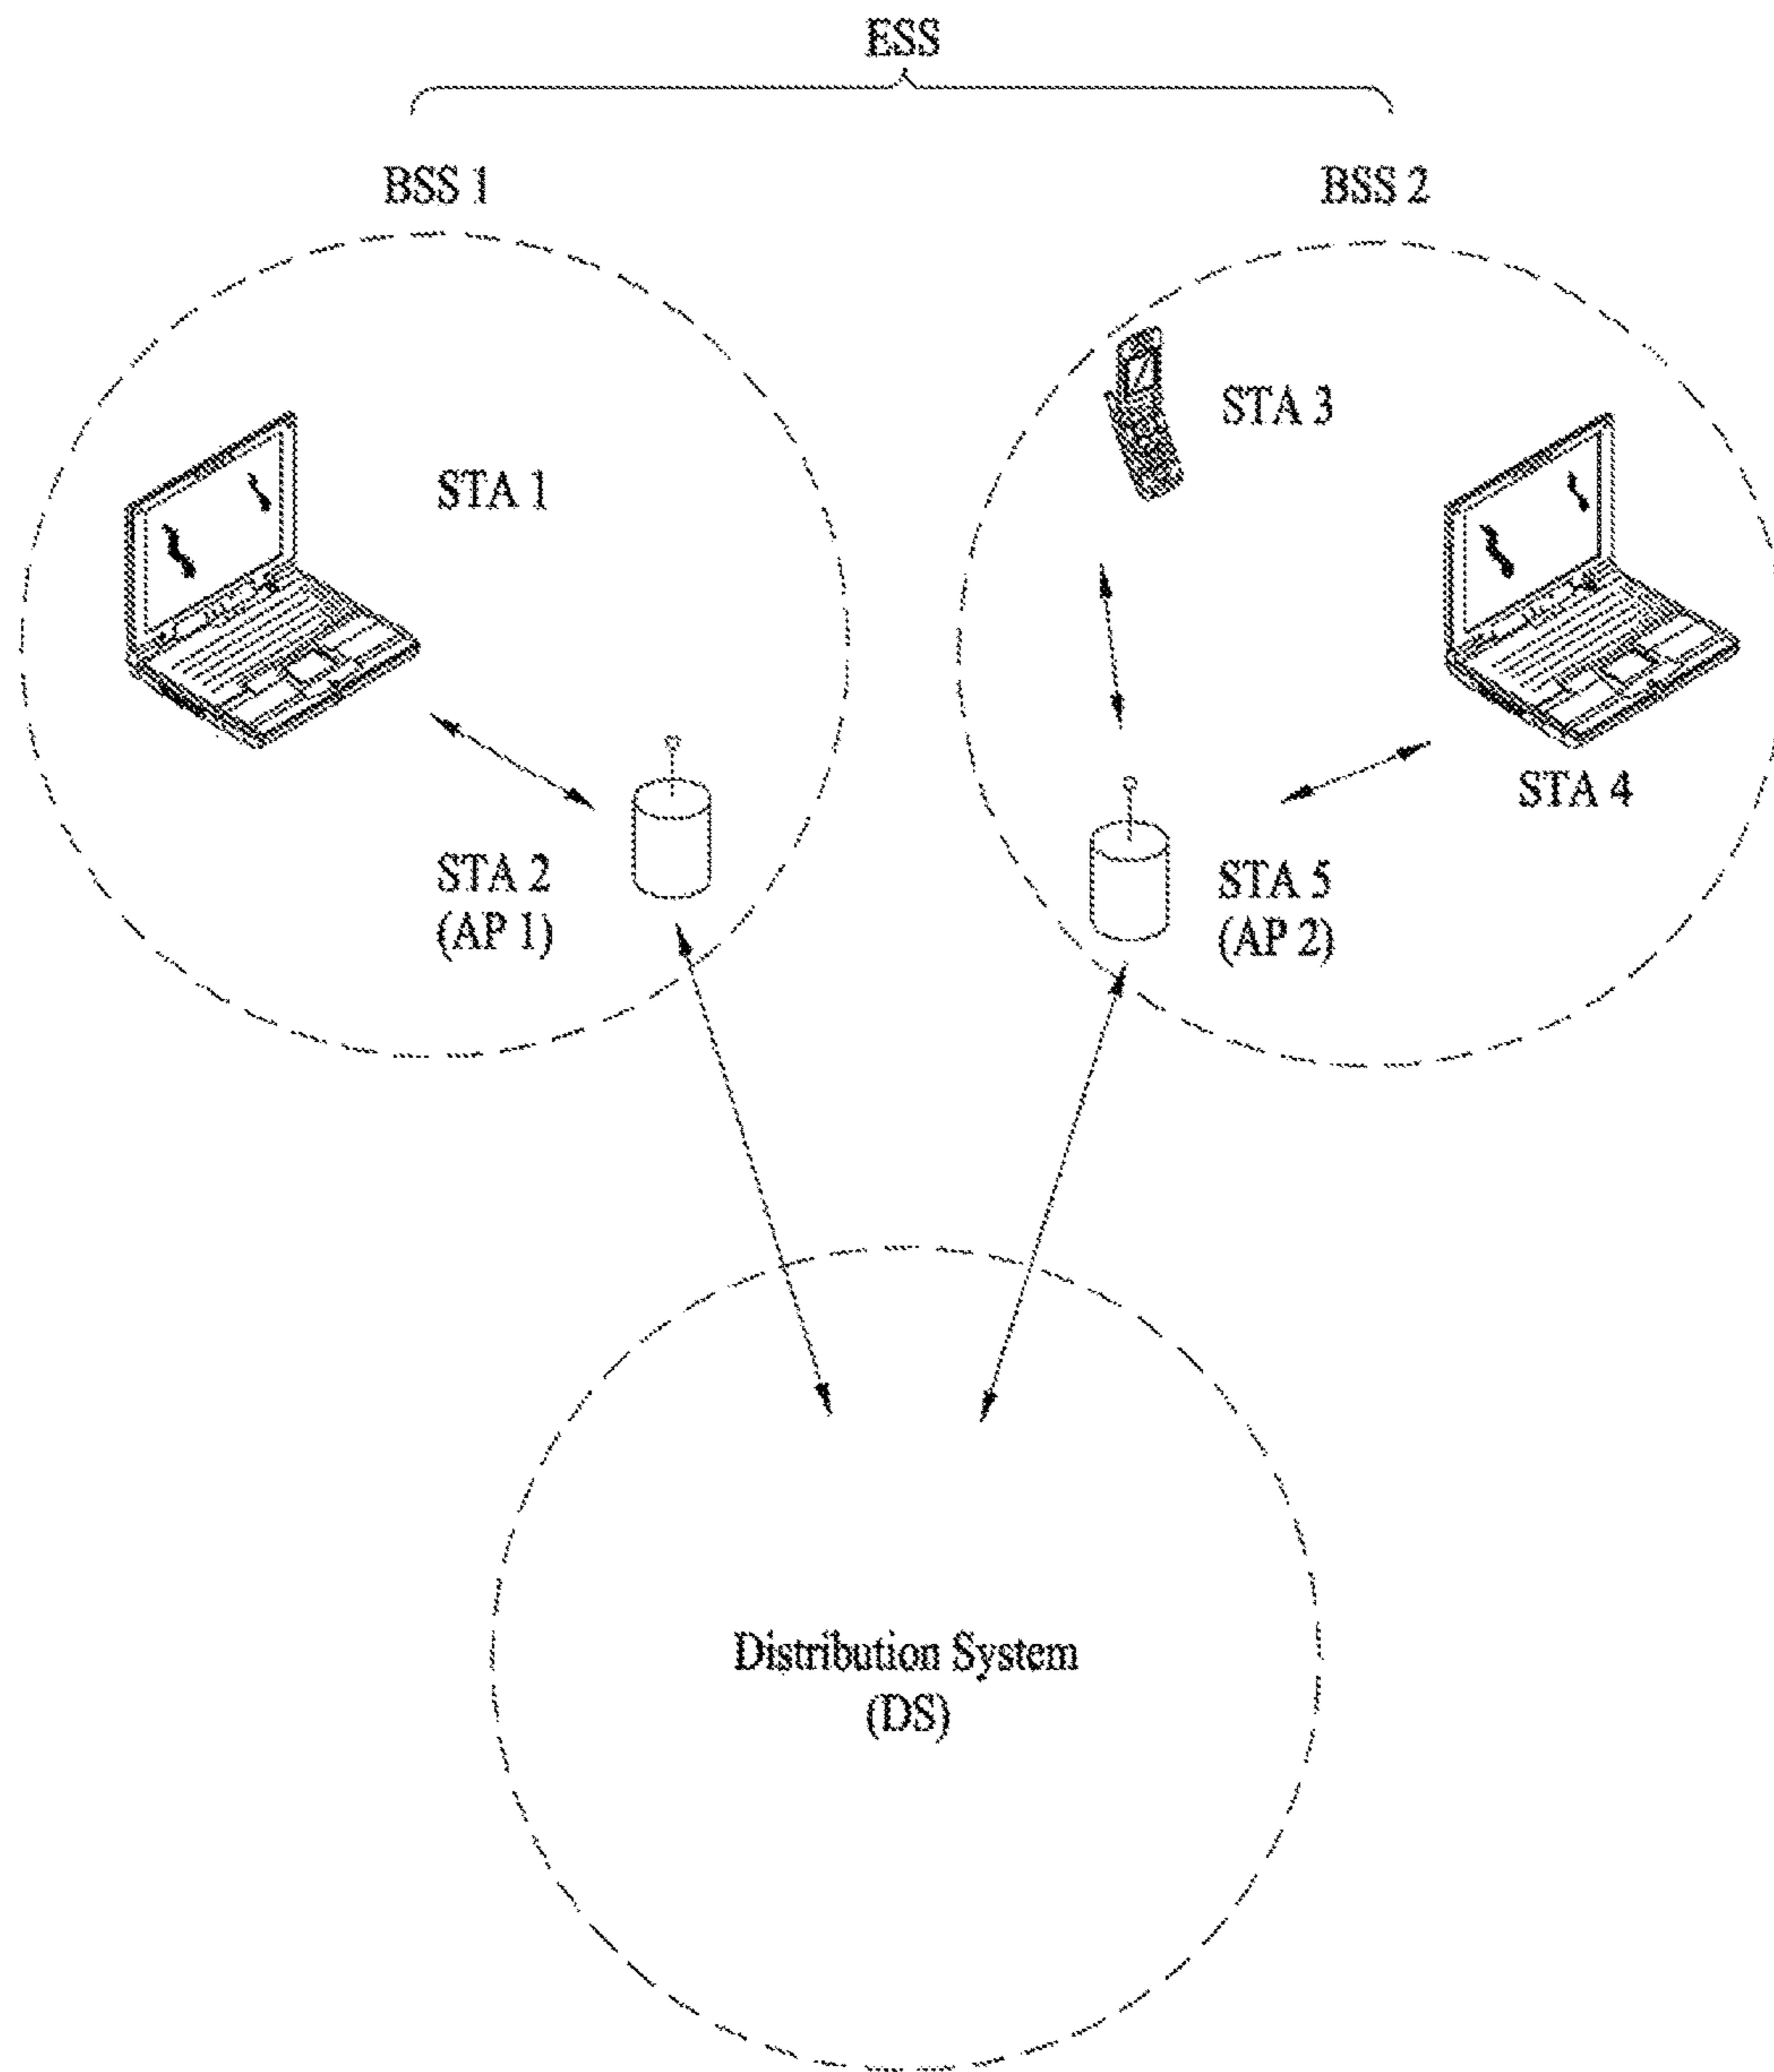 ESS
BSS 1
BSS 2
STA 1
STA 3
STA 4
STA 2
(AP 1)
STA 5
(AP 2)
Distribution System
(DS)